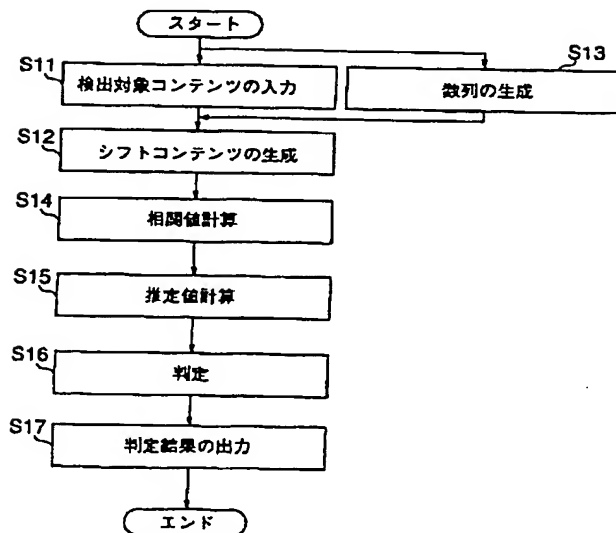 スタート
S11
検出対象コンテンツの入力
S13
数列の生成
S12
シフトコンテンツの生成
S14
相関値計算
S15
推定値計算
S16
判定
S17
判定結果の出力
エンド